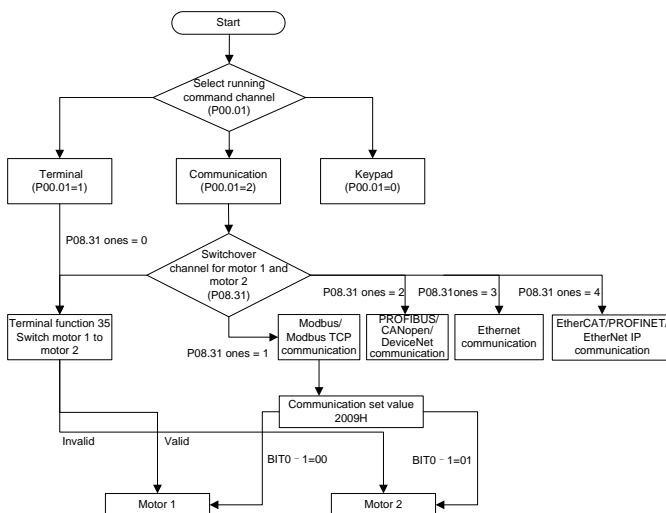 Start
Select running
command channel
(P00.01)
Terminal
(P00.01=1)
Communication
(P00.01=2)
Keypad
(P00.01=0)
P08.31 ones = 0
Switchover
channel for motor 1 and
motor 2
(P08.31)
P08.31 ones = 2
P08.31ones = 3
P08.31 ones = 4
Terminal function 35
Switch motor 1 to
motor 2
P08.31 ones = 1
Modbus/
Modbus TCP
communication
PROFIBUS/
CANopen/
DeviceNet
communication
Ethernet
communication
EtherCAT/PROFINET/
EtherNet IP
communication
Communication set value
2009H
Invalid
Valid
BIT0﹣1=00
BIT0﹣1=01
Motor 1
Motor 2